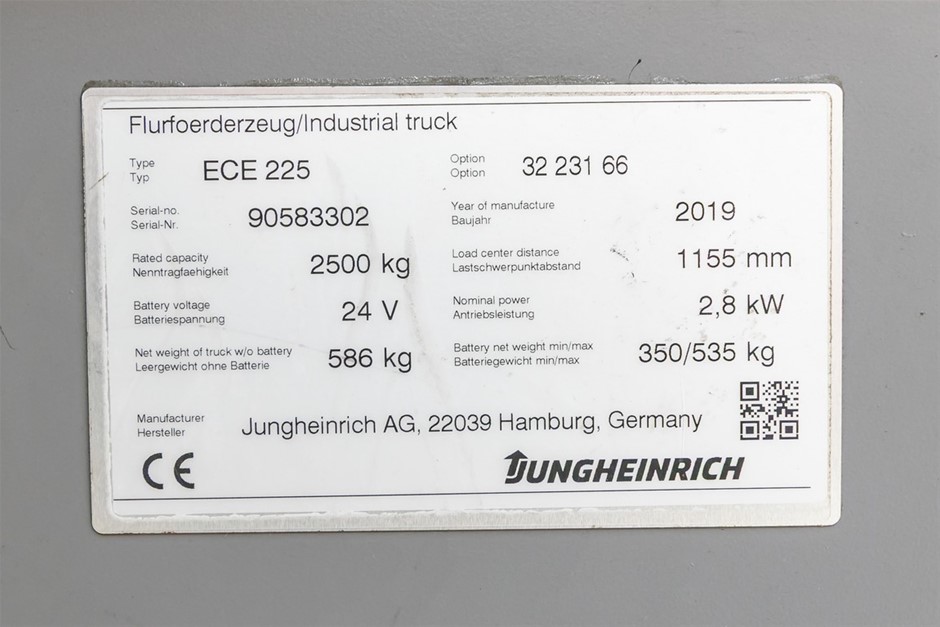 Flurfoerderzeug/Industrial truck
Type
Typ
ECE 225
Option
Option
32 231 66
Serial-no.
Serial-Nr.
90583302
Year of manufacture
Baujahr
2019
Rated capacity
Nenntragfaehigkeit
2500 kg
Load center distance
Lastschwerpunktabstand
1155 mm
Battery voltage
Batteriespannung
24 V
Nominal power
Antriebsleistung
2,8 kW
Net weight of truck w/o battery
Leergewicht ohne Batterie
586 kg
Battery net weight min/max
Batteriegewicht min/max
350/535 kg
Manufacturer
Hersteller
Jungheinrich AG, 22039 Hamburg, Germany
CE
JUNGHEINRICH